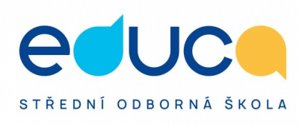 educa
STŘEDNÍ ODBORNÁ ŠKOLA